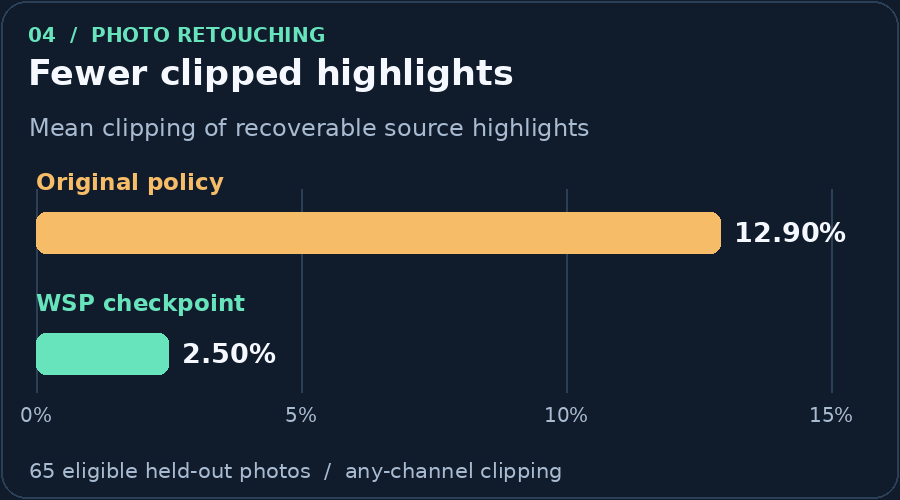 04 / PHOTO RETOUCHING
Fewer clipped highlights
Mean clipping of recoverable source highlights
Original policy
12.90%
WSP checkpoint
2.50%
0% 5% 10% 15%
65 eligible held-out photos / any-channel clipping